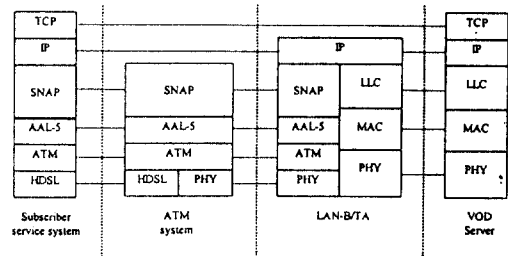 TCP TCP
IP IP IP
SNAP SNAP SNAP LLC LLC
AAL-5 AAL-5 AAL-5 MAC MAC
ATM ATM ATM
HDSL HDSL PHY PHY PHY PHY
Subscriber service system
ATM system
LAN-B/TA
VOD Server